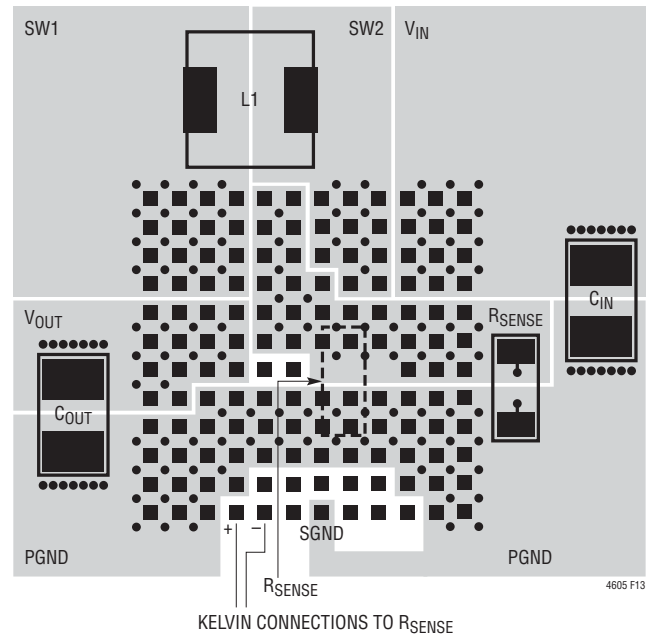 SW1
SW2
VIN
L1
VOUT
COUT
RSENSE
CIN
+ –
SGND
PGND
PGND
RSENSE
4605 F13
KELVIN CONNECTIONS TO RSENSE